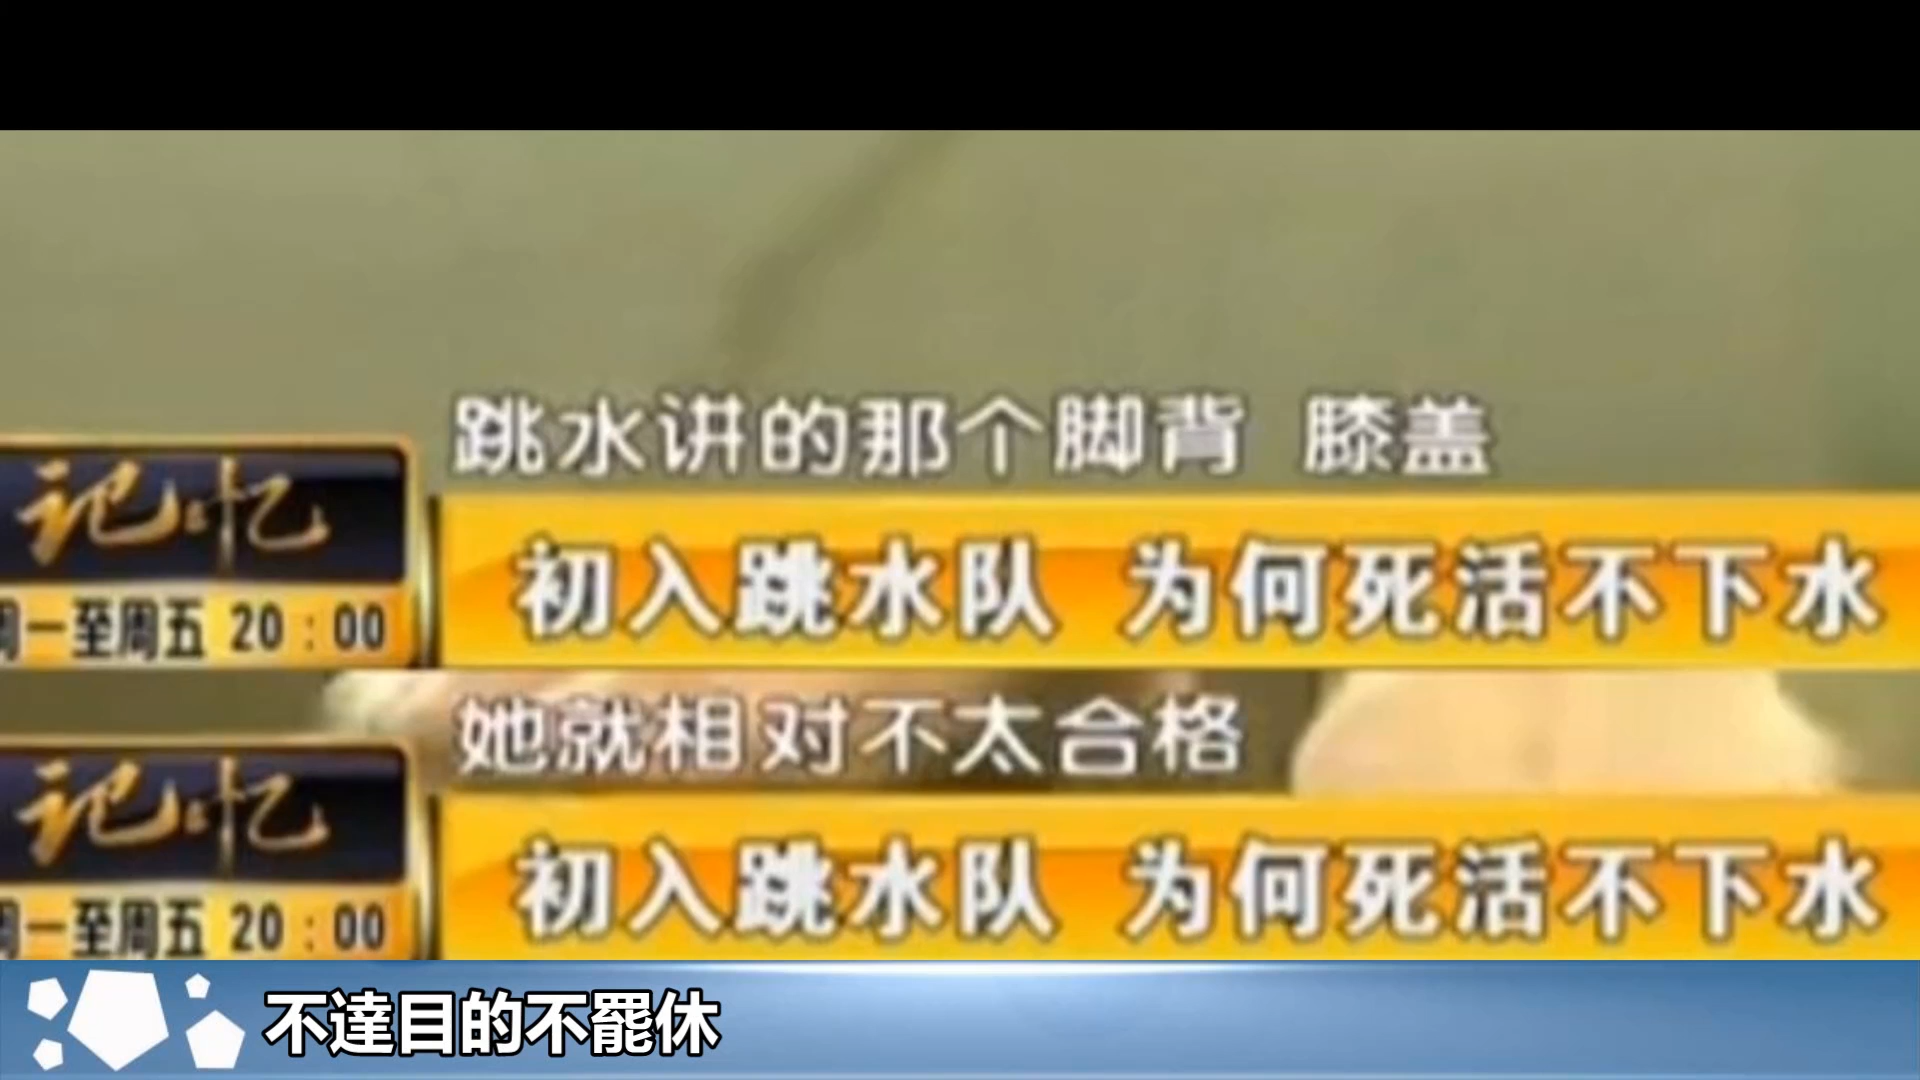 跳水讲的那个脚背 膝盖
记忆
初入跳水队 为何死活不下水
周一至周五 20:00
她就相对不太合格
记忆
初入跳水队 为何死活不下水
周一至周五 20:00
不達目的不罷休